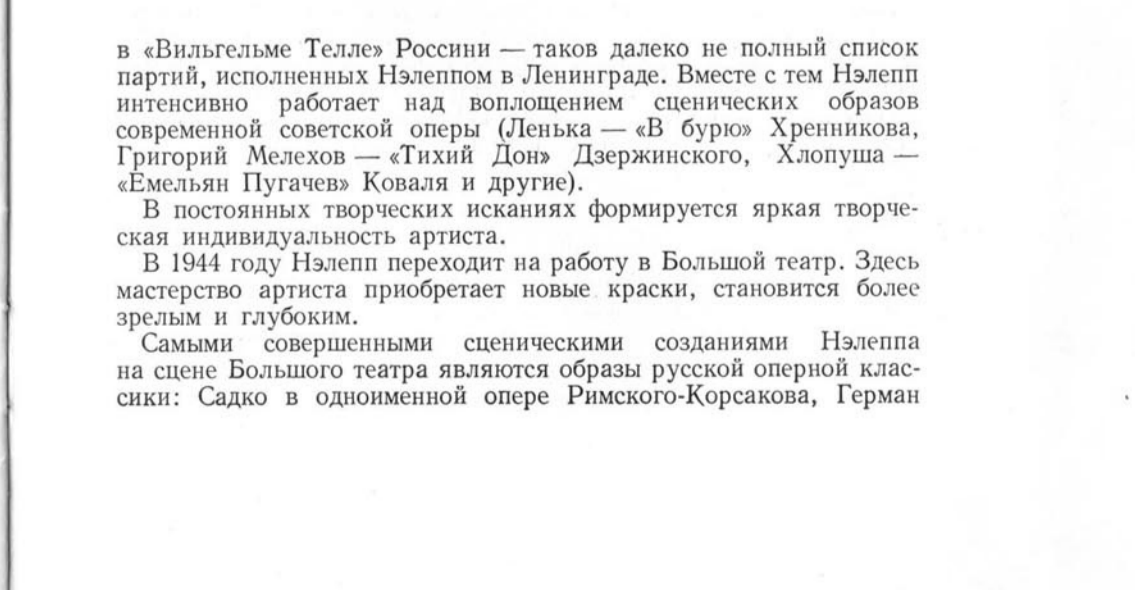 в «Вильгельме Телле» Россини — таков далеко не полный список
партий, исполненных Нэлеппом в Ленинграде. Вместе с тем Нэлепп
интенсивно работает над воплощением сценических образов
современной советской оперы (Ленька — «В бурю» Хренникова,
Григорий Мелехов — «Тихий Дон» Дзержинского, Хлопуша —
«Емельян Пугачев» Коваля и другие).
В постоянных творческих исканиях формируется яркая творче-
ская индивидуальность артиста.
В 1944 году Нэлепп переходит на работу в Большой театр. Здесь
мастерство артиста приобретает новые краски, становится более
зрелым и глубоким.
Самыми совершенными сценическими созданиями Нэлеппа
на сцене Большого театра являются образы русской оперной клас-
сики: Садко в одноименной опере Римского-Корсакова, Герман